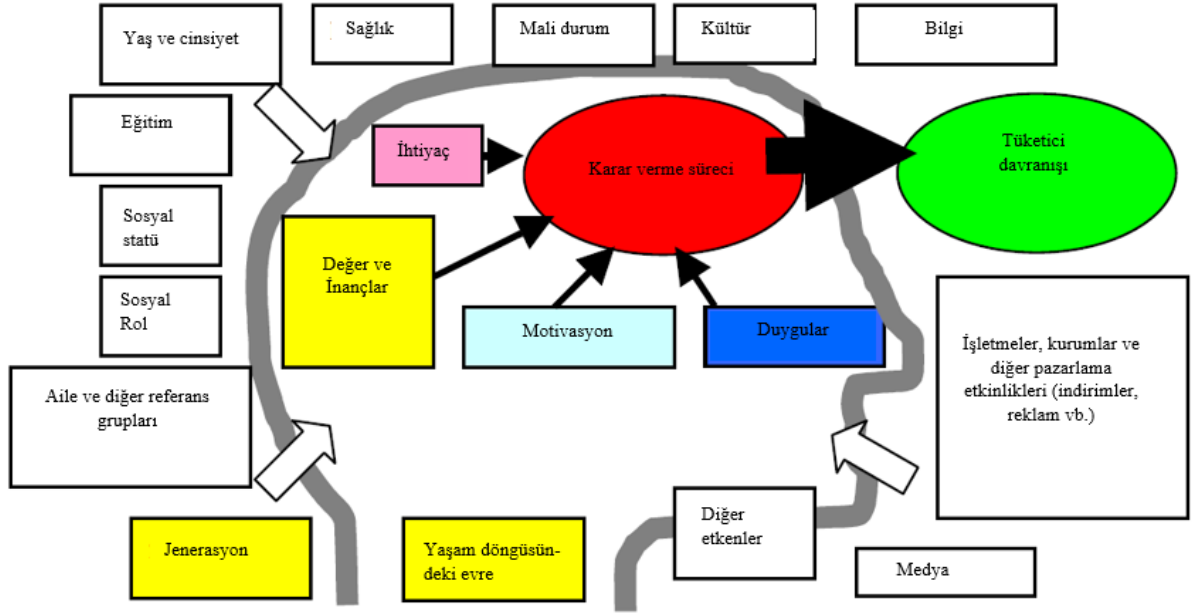 Yaş ve cinsiyet
Sağlık
Mali durum
Kültür
Bilgi
Eğitim
İhtiyaç
Karar verme süreci
Tüketici
davranışı
Sosyal
statü
Değer ve
İnançlar
Sosyal
Rol
Motivasyon
Duygular
İşletmeler, kurumlar ve
diğer pazarlama
etkinlikleri (indirimler,
reklam vb.)
Aile ve diğer referans
grupları
Jenerasyon
Yaşam döngüsün-
deki evre
Diğer
etkenler
Medya